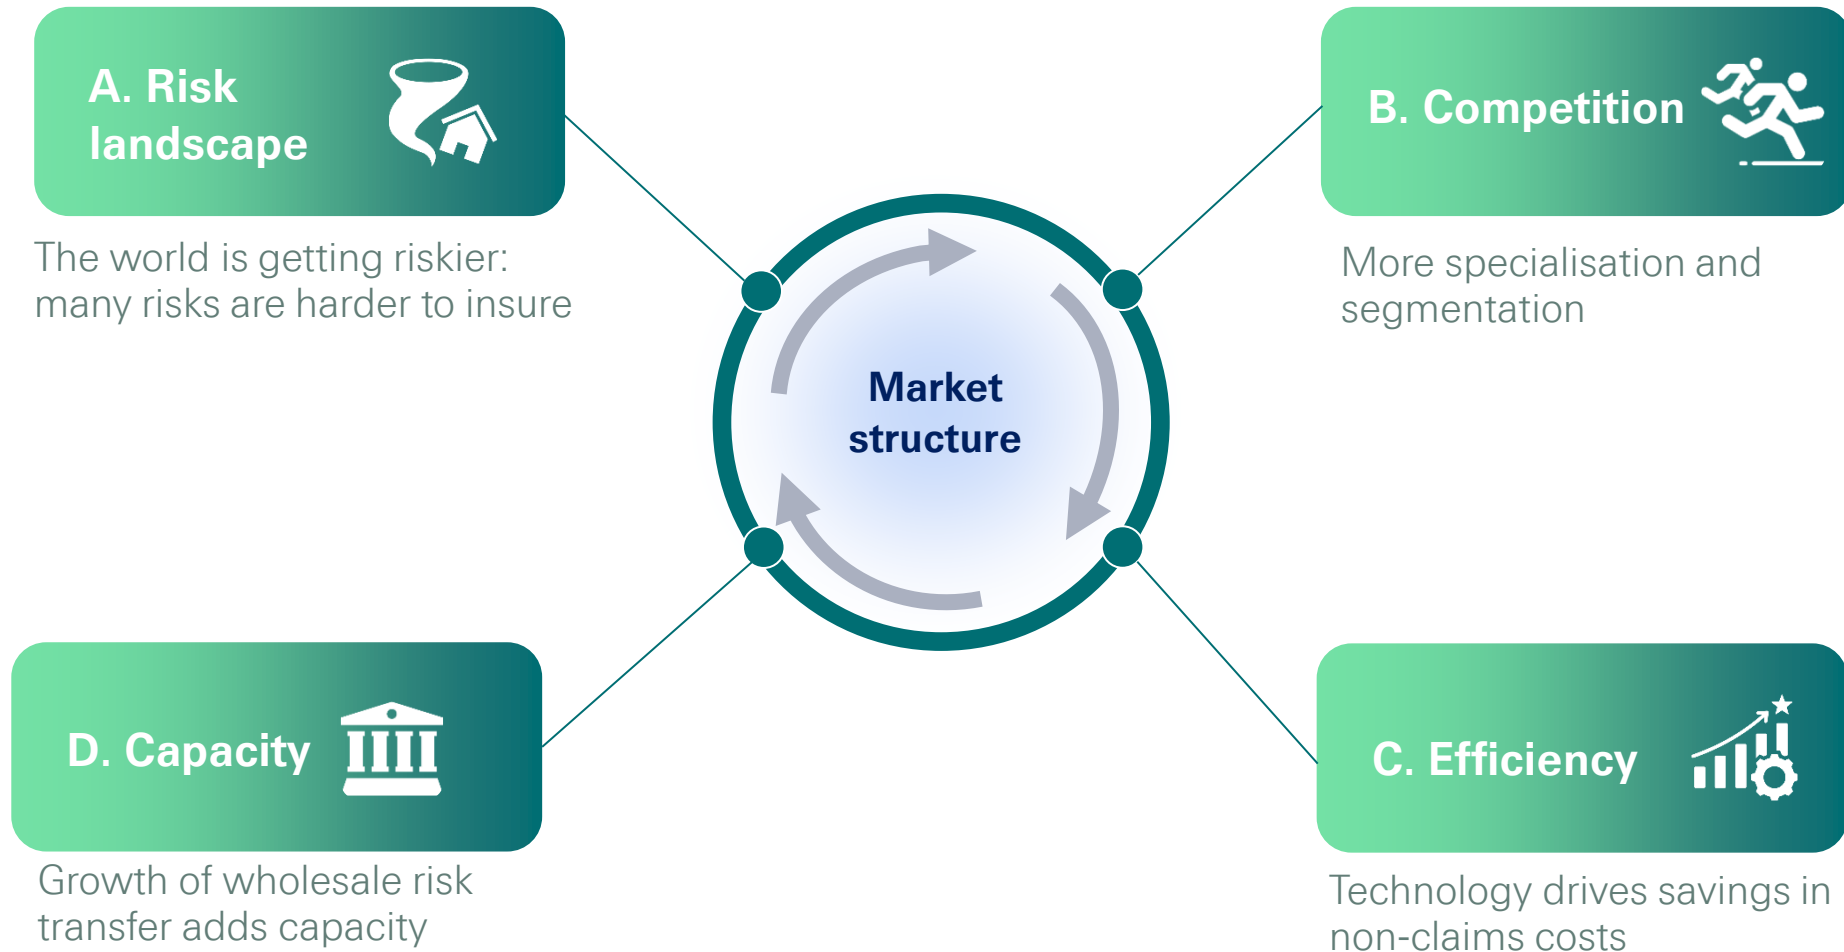 A. Risk
landscape
The world is getting riskier:
many risks are harder to insure
B. Competition
More specialisation and
segmentation
Market
structure
D. Capacity
Growth of wholesale risk
transfer adds capacity
C. Efficiency
Technology drives savings in
non-claims costs